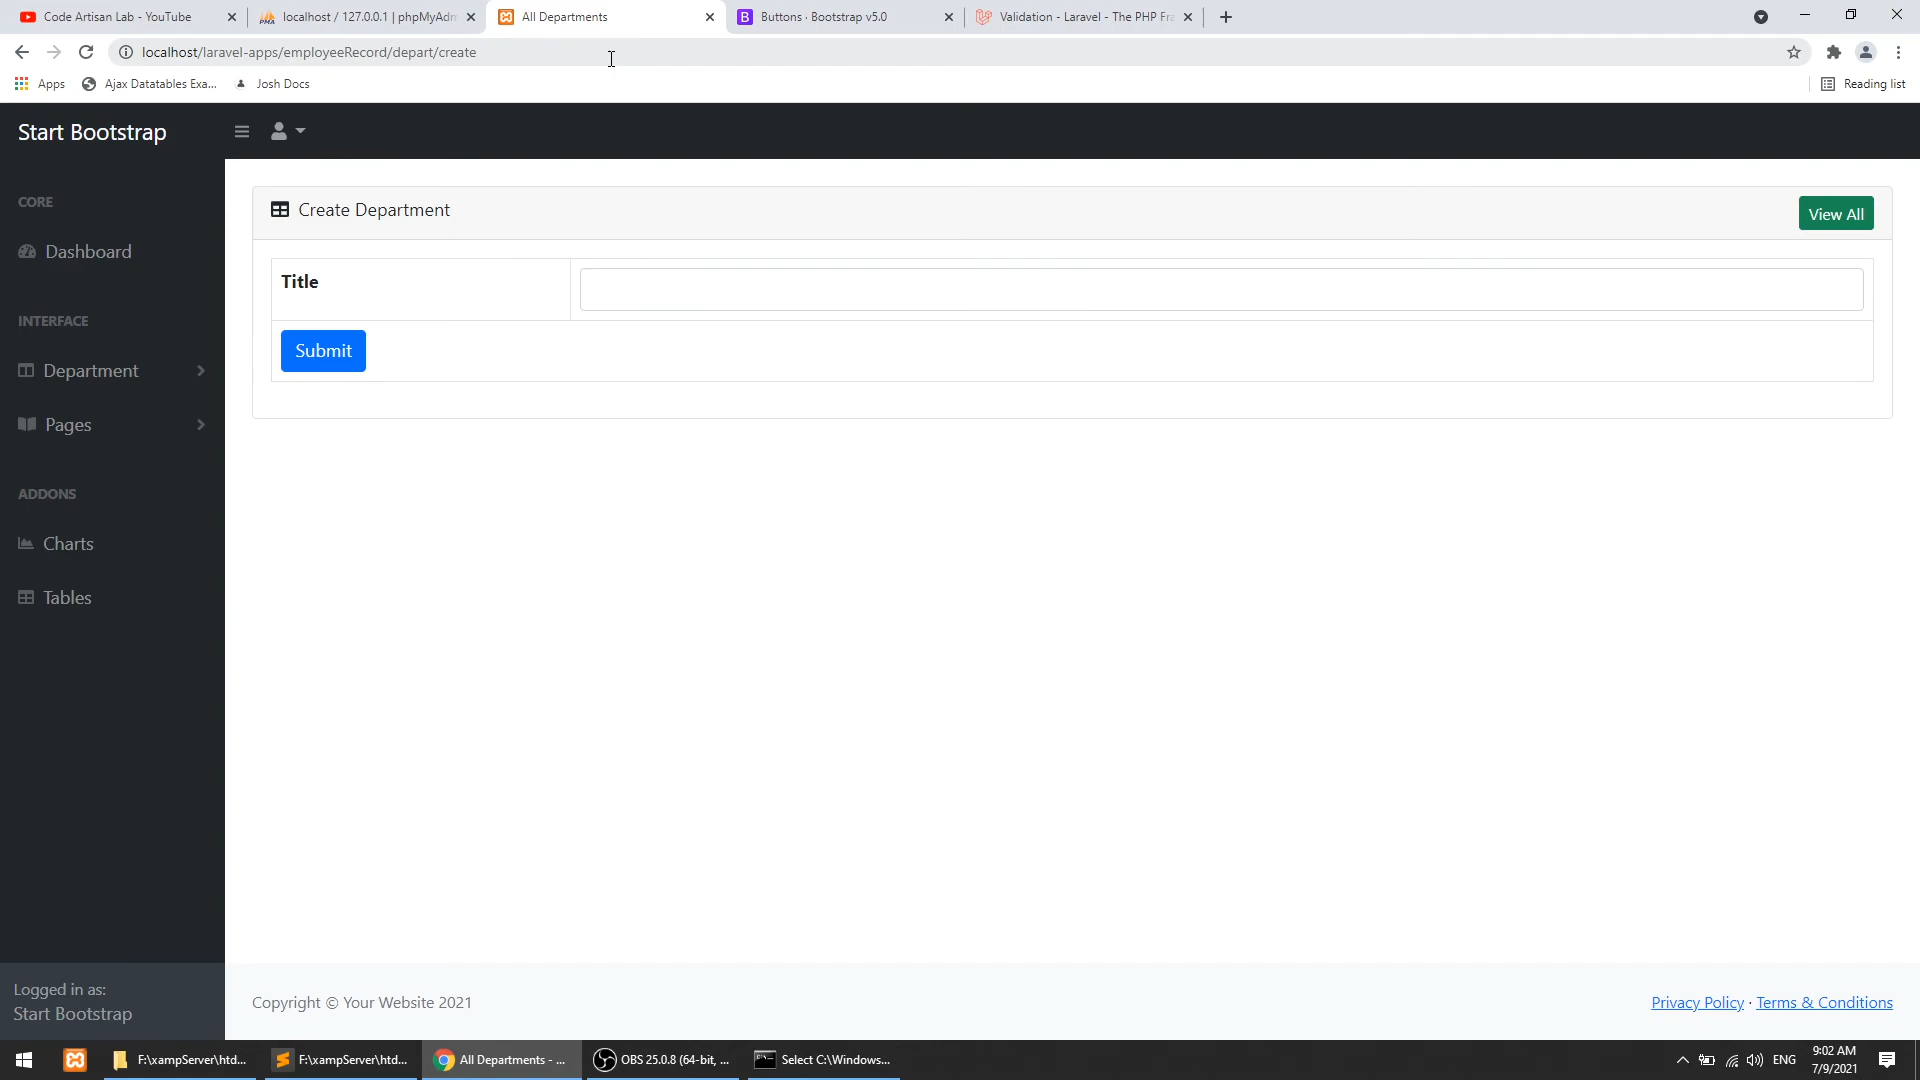 Code Artisan Lab - YouTube
localhost / 127.0.0.1 | phpMyAdm
All Departments
Buttons · Bootstrap v5.0
Validation - Laravel - The PHP Fra
localhost/laravel-apps/employeeRecord/depart/create
Apps
Ajax Datatables Exa...
Josh Docs
Reading list
Start Bootstrap
CORE
Dashboard
INTERFACE
Department
Pages
ADDONS
Charts
Tables
Logged in as:
Start Bootstrap
Create Department
View All
Title
Submit
Copyright © Your Website 2021
Privacy Policy · Terms & Conditions
F:\xampServer\htd...
F:\xampServer\htd...
All Departments - ...
OBS 25.0.8 (64-bit, ...
Select C:\Windows...
ENG
9:02 AM
7/9/2021